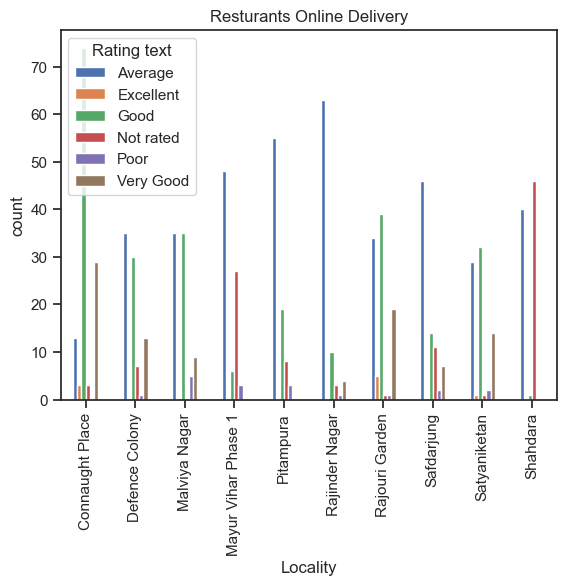 Resturants Online Delivery
Rating text
Average
Excellent
Good
Not rated
Poor
Very Good
count
70
60
50
40
30
20
10
0
Connaught Place
Defence Colony
Malviya Nagar
Mayur Vihar Phase 1
Pitampura
Rajinder Nagar
Rajouri Garden
Safdarjung
Satyaniketan
Shahdara
Locality